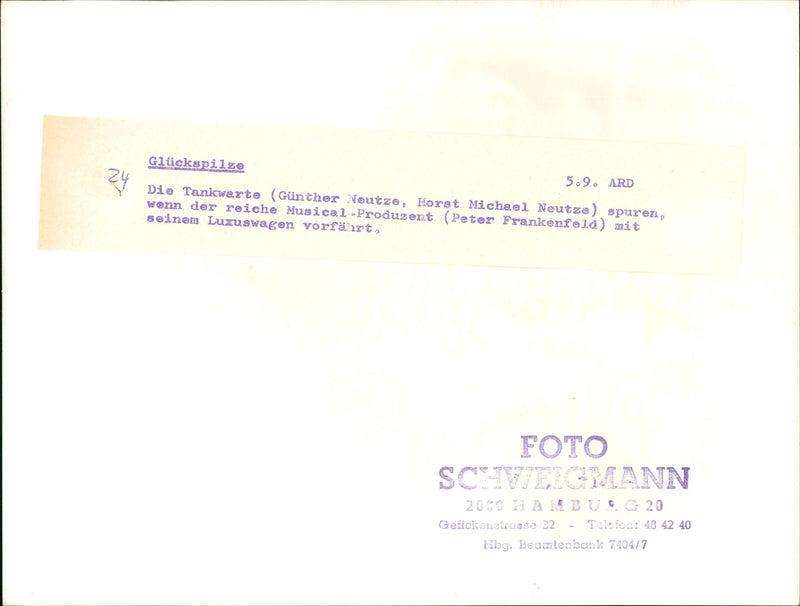 Glückspilze
5.9. ARD
24
Die Tankwarte (Günther Neutze, Horst Michael Neutze) spuren,
wenn der reiche Musical-Produzent (Peter Frankenfeld) mit
seinem Luxuswagen vorfährt.
FOTO
SCHWEIGMANN
2000 HAMBURG 20
Geffckenstrasse 32 - Telefon: 48 42 40
Hbg. Beamtenbank 7404/7